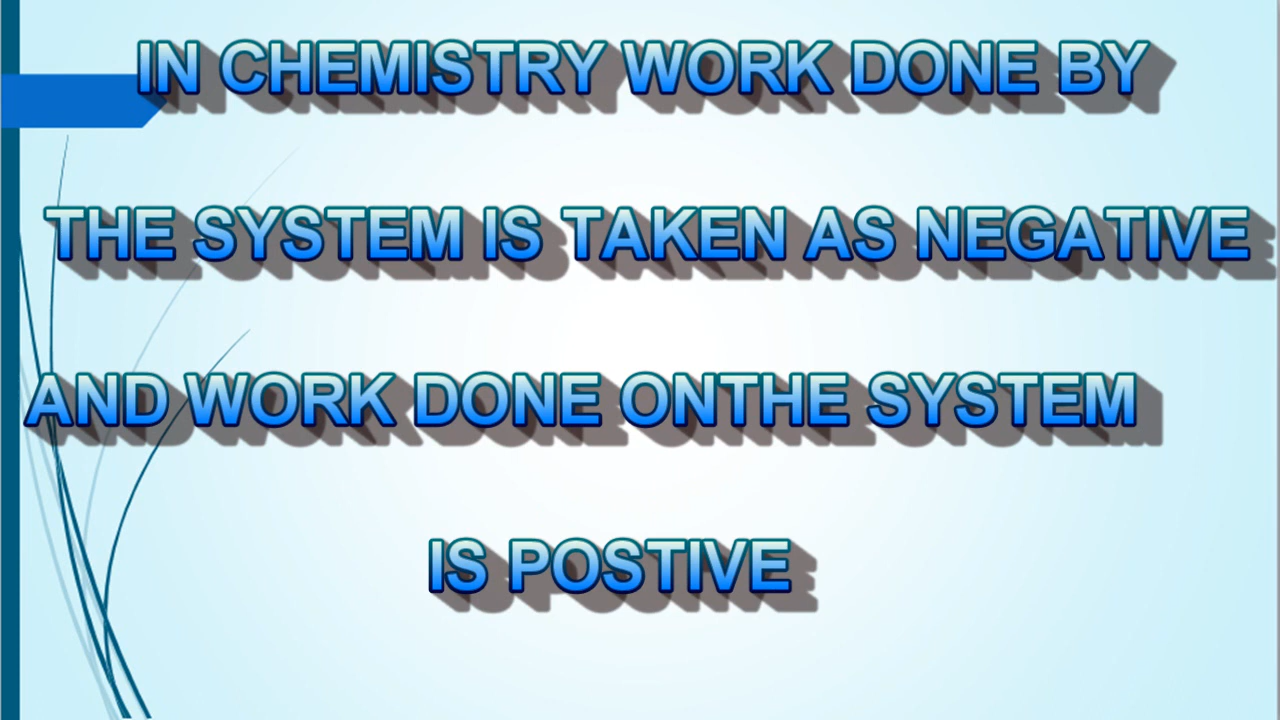 IN CHEMISTRY WORK DONE BY
THE SYSTEM IS TAKEN AS NEGATIVE
AND WORK DONE ONTHE SYSTEM
IS POSTIVE